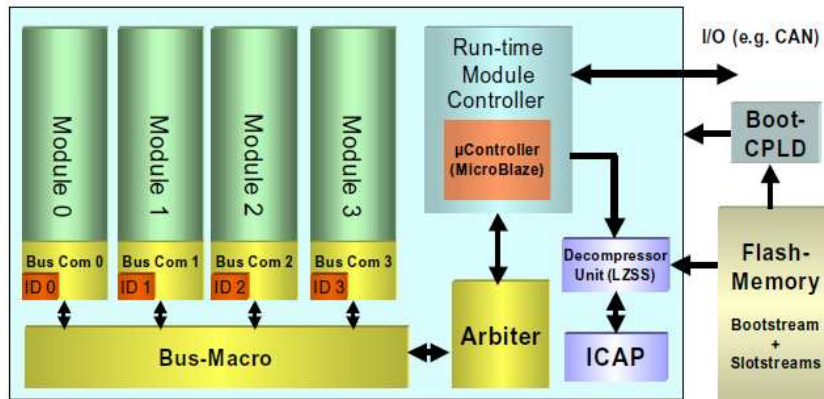 Module 0
Module 1
Module 2
Module 3
Bus Com 0
Bus Com 1
Bus Com 2
Bus Com 3
ID 0
ID 1
ID 2
ID 3
Bus-Macro
Run-time
Module
Controller
µController
(MicroBlaze)
Arbiter
Decompressor
Unit (LZSS)
ICAP
I/O (e.g. CAN)
Boot-
CPLD
Flash-
Memory
Bootstream
+
Slotstreams